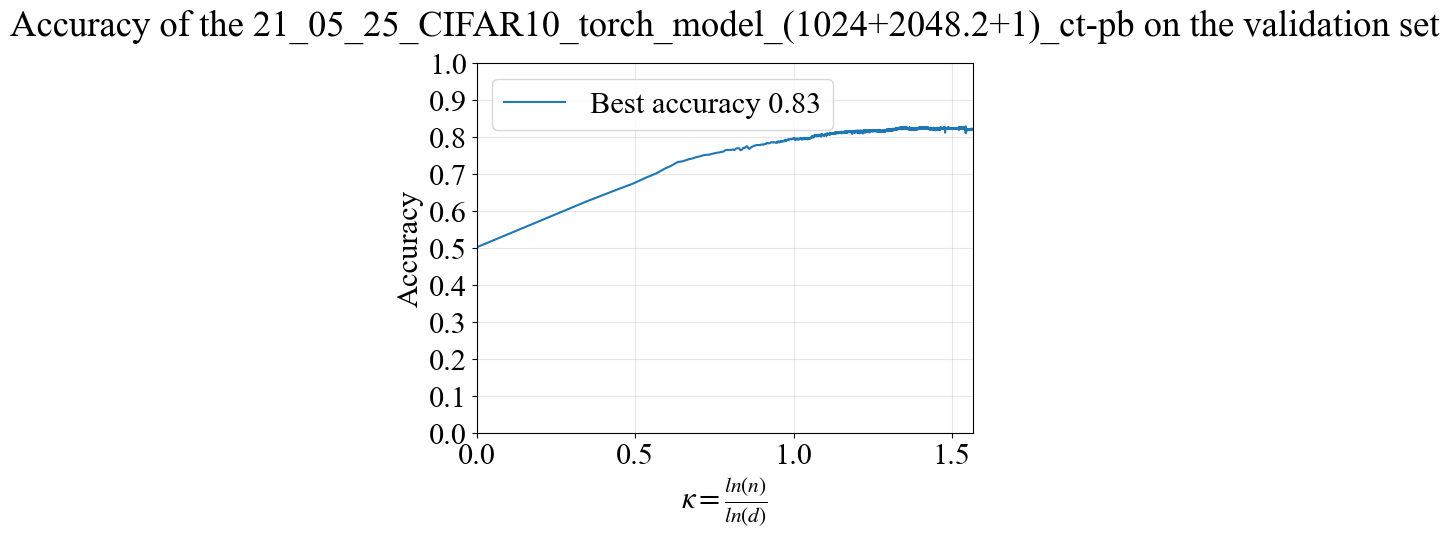 Accuracy of the 21_05_25_CIFAR10_torch_model_(1024+2048.2+1)_ct-pb on the validation set
Best accuracy 0.83
Accuracy
1.0
0.9
0.8
0.7
0.6
0.5
0.4
0.3
0.2
0.1
0.0
0.0 0.5 1.0 1.5
κ = ln(n)/ln(d)